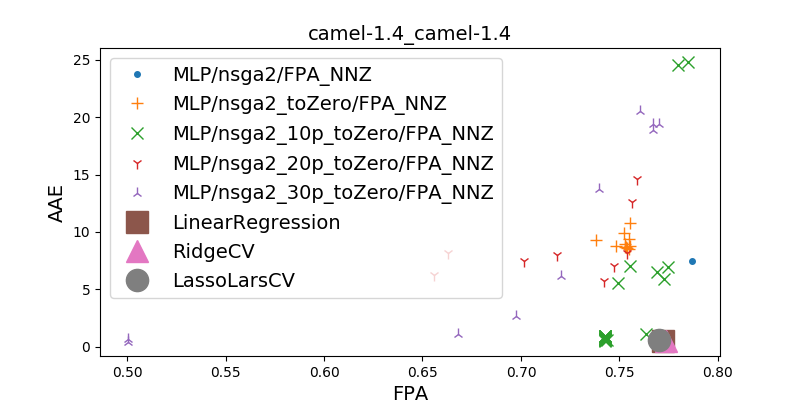 camel-1.4_camel-1.4
AAE
25
20
15
10
5
0
MLP/nsga2/FPA_NNZ
MLP/nsga2_toZero/FPA_NNZ
MLP/nsga2_10p_toZero/FPA_NNZ
MLP/nsga2_20p_toZero/FPA_NNZ
MLP/nsga2_30p_toZero/FPA_NNZ
LinearRegression
RidgeCV
LassoLarsCV
0.50 0.55 0.60 0.65 0.70 0.75 0.80
FPA